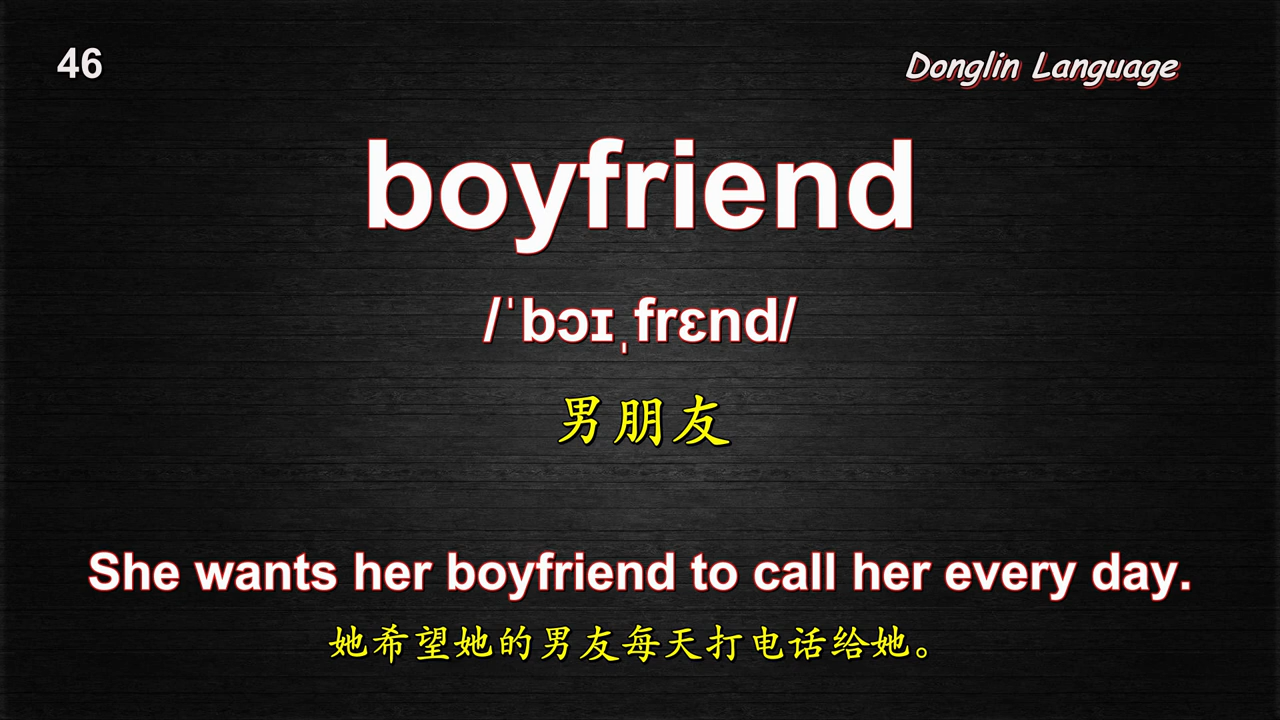 46
Donglin Language
boyfriend
/ˈbɔɪˌfrɛnd/
男朋友
She wants her boyfriend to call her every day.
她希望她的男友每天打电话给她。